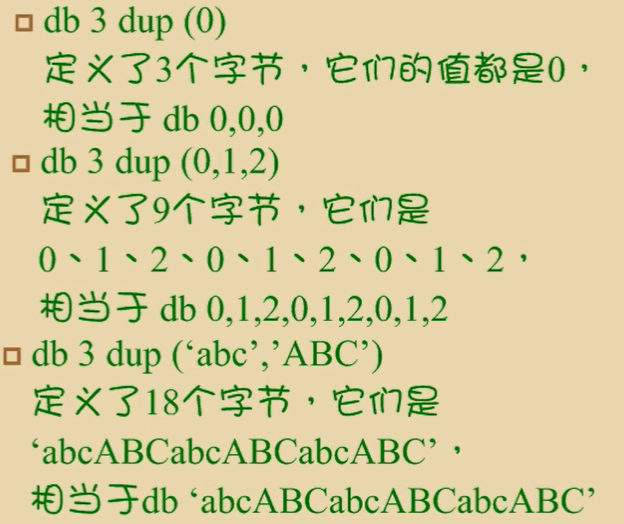 db 3 dup (0)
定义了3个字节，它们的值都是0，
相当于 db 0,0,0
db 3 dup (0,1,2)
定义了9个字节，它们是
0、1、2、0、1、2、0、1、2，
相当于 db 0,1,2,0,1,2,0,1,2
db 3 dup (‘abc’,’ABC’)
定义了18个字节，它们是
‘abcABCabcABCabcABC’，
相当于db ‘abcABCabcABCabcABC’